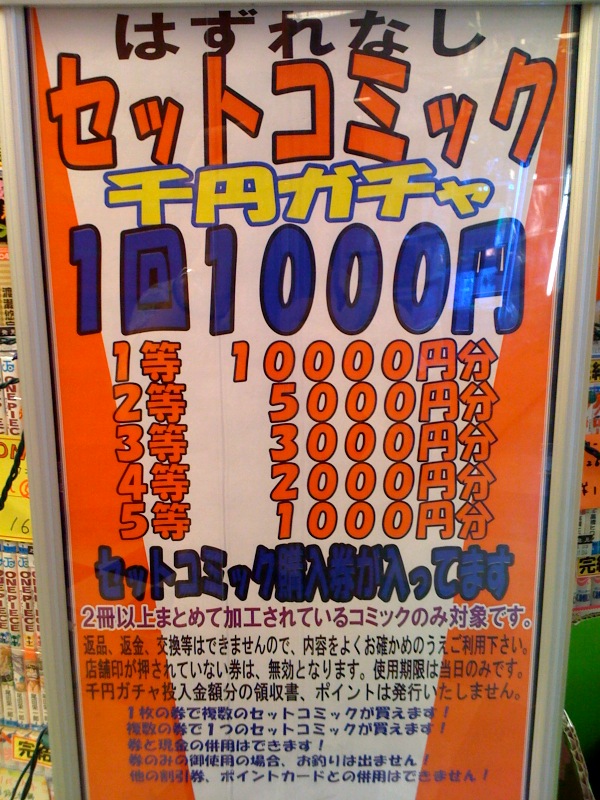 はずれなし
セットコミック
千円ガチャ
1回1000円
1等 10000円分
2等 5000円分
3等 3000円分
4等 2000円分
5等 1000円分
セットコミック購入券が入ってます
2冊以上まとめて加工されているコミックのみ対象です。
返品、返金、交換等はできませんので、内容をよくお確かめのうえご利用下さい。
店舗印が押されていない券は、無効となります。使用期限は当日のみです。
千円ガチャ投入金額分の領収書、ポイントは発行いたしません。
1枚の券で複数のセットコミックが買えます!
複数の券で1つのセットコミックが買えます!
券と現金の併用はできます!
券のみの御使用の場合、お釣りは出ません!
他の割引券、ポイントカードとの併用はできません!
ONE PIECE
ONE PIECE